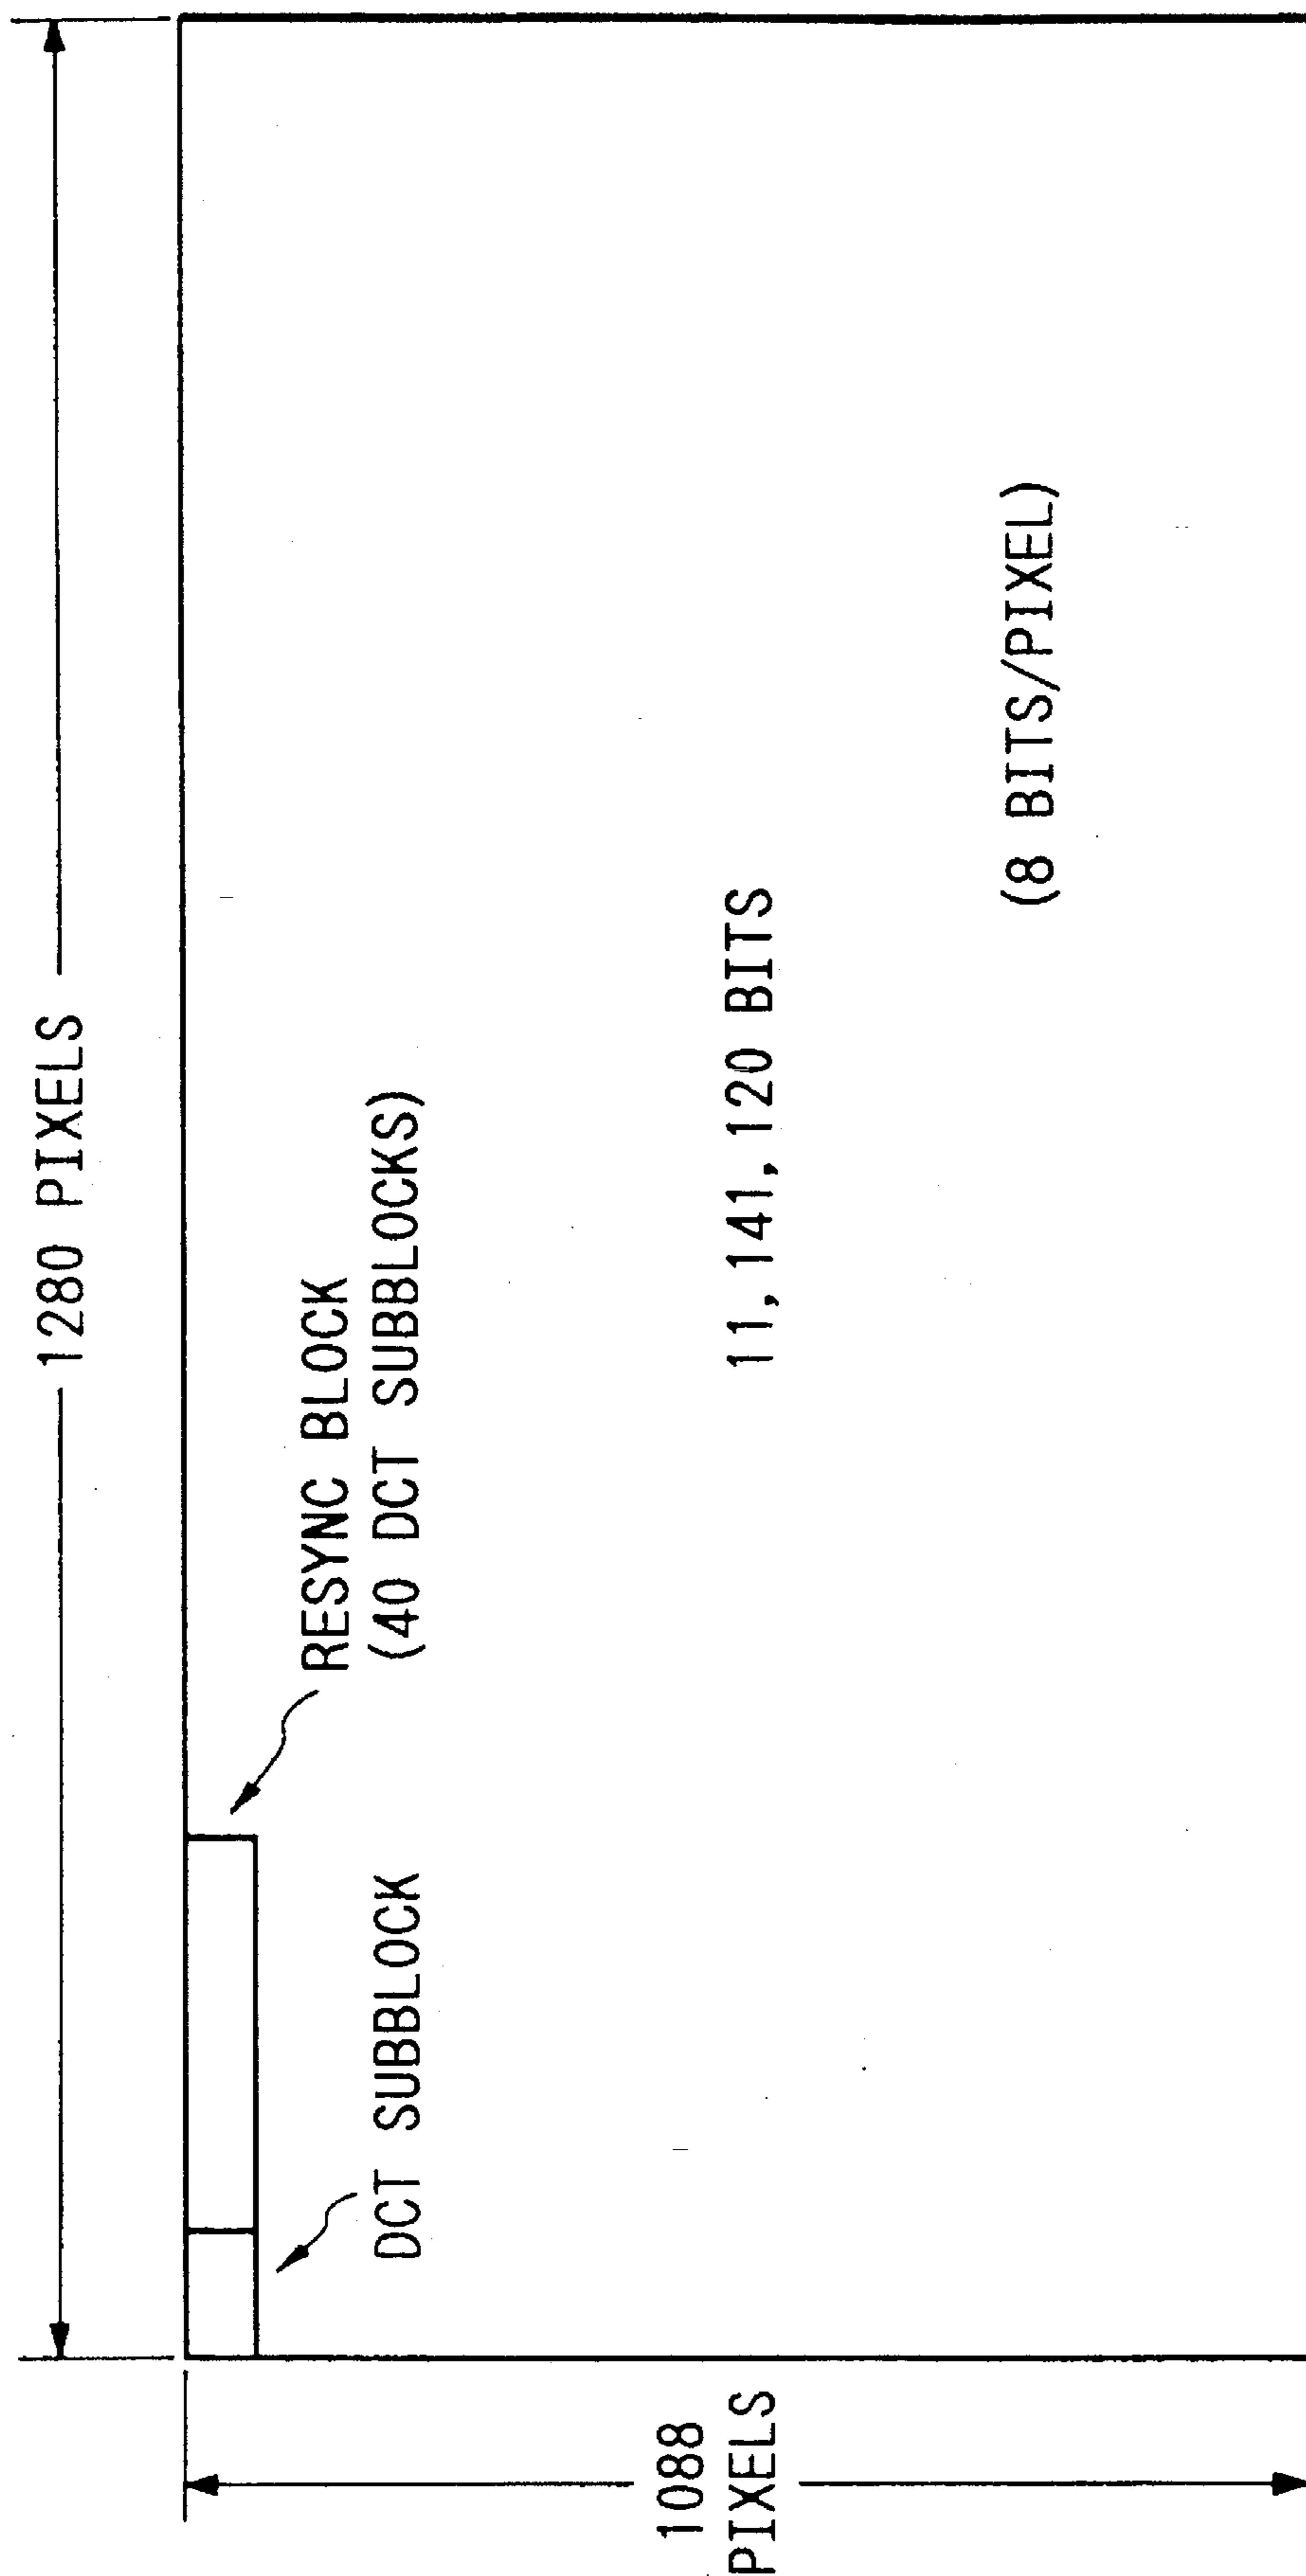 1280 PIXELS
RESYNC BLOCK
(40 DCT SUBBLOCKS)
DCT SUBBLOCK
1088
PIXELS
11,141,120 BITS
(8 BITS/PIXEL)